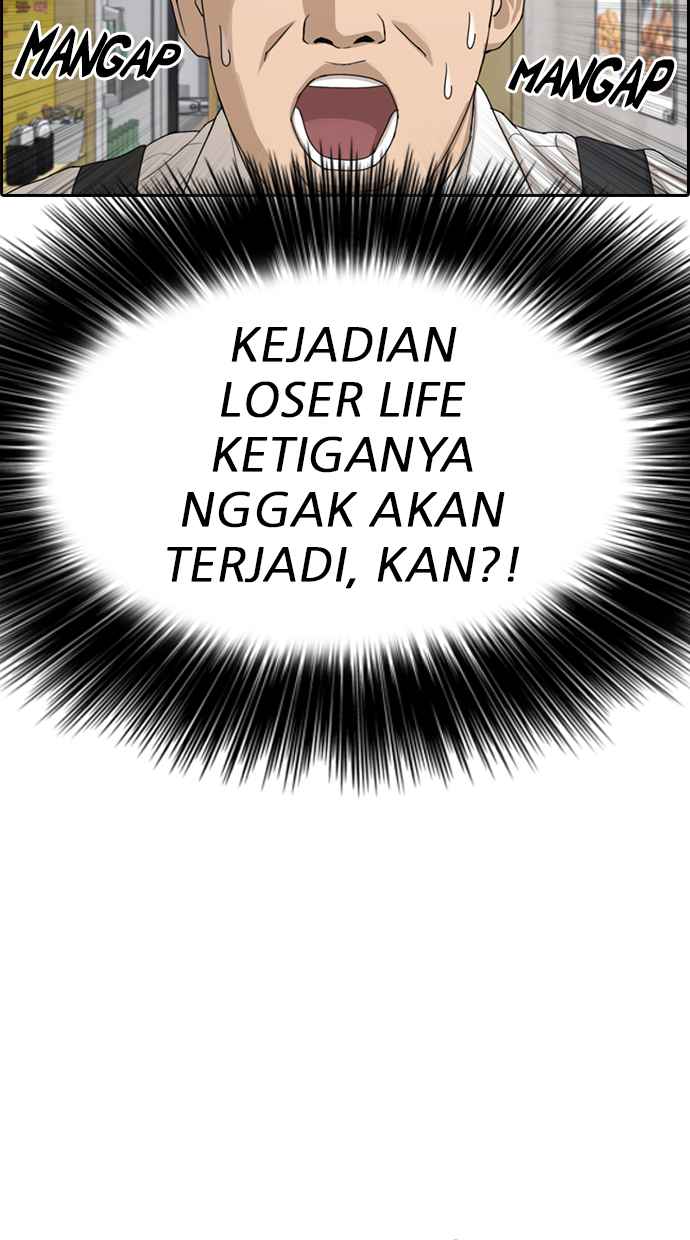 MANGAP
MANGAP
KEJADIAN
LOSER LIFE
KETIGANYA
NGGAK AKAN
TERJADI, KAN?!